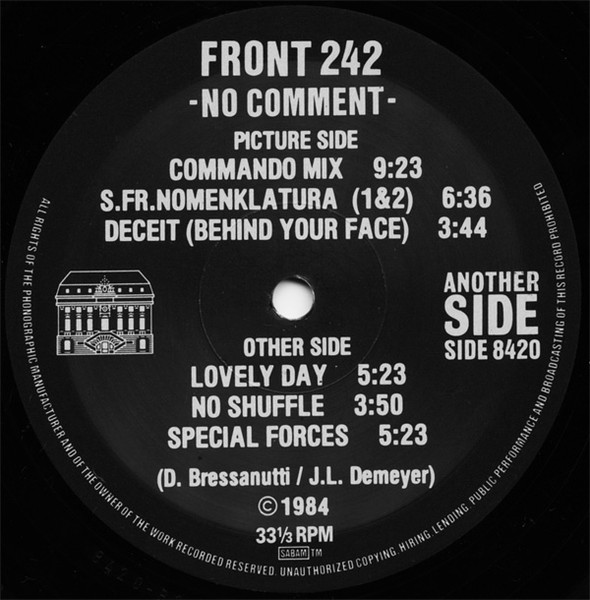 FRONT 242
-NO COMMENT-
PICTURE SIDE
COMMANDO MIX 9:23
S.FR.NOMENKLATURA (1&2) 6:36
DECEIT (BEHIND YOUR FACE) 3:44
ANOTHER
SIDE
SIDE 8420
OTHER SIDE
LOVELY DAY 5:23
NO SHUFFLE 3:50
SPECIAL FORCES 5:23
(D. Bressanutti / J.L. Demeyer)
©1984
33⅓ RPM
SABAM TM
ALL RIGHTS OF THE PHONOGRAPHIC MANUFACTURER AND OF THE OWNER OF THE WORK RECORDED RESERVED. UNAUTHORIZED COPYING, HIRING, LENDING, PUBLIC PERFORMANCE AND BROADCASTING OF THIS RECORD PROHIBITED